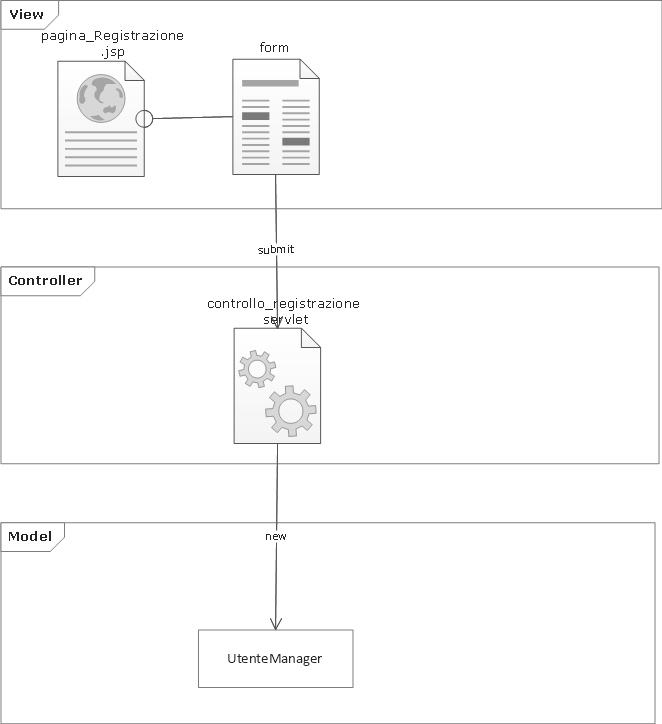 View
pagina_Registrazione
.jsp
form
submit
Controller
controllo_registrazione
servlet
new
Model
UtenteManager